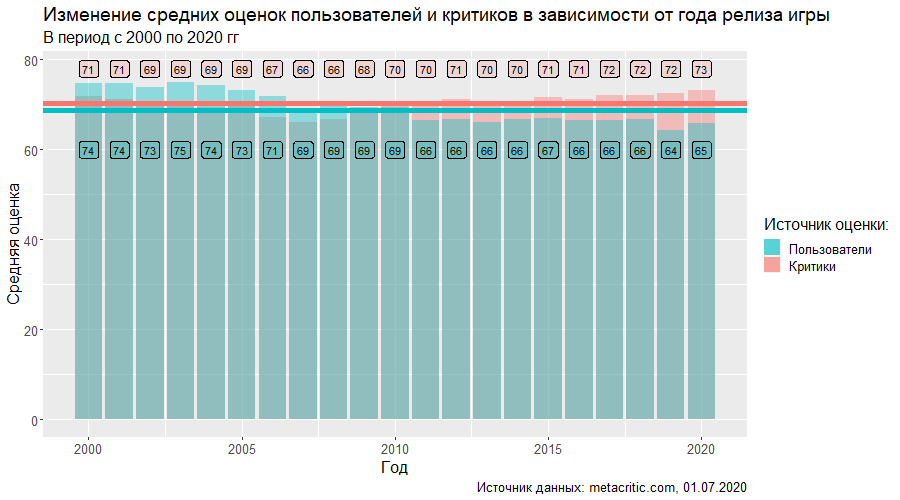 Изменение средних оценок пользователей и критиков в зависимости от года релиза игры
В период с 2000 по 2020 гг
80
71 71 69 69 69 69 67 66 66 68 70 70 71 70 70 71 71 72 72 72 73
60
74 74 73 75 74 73 71 69 69 69 69 66 66 66 66 67 66 66 66 64 65
40
20
0
Средняя оценка
2000 2005 2010 2015 2020
Год
Источник оценки:
Пользователи
Критики
Источник данных: metacritic.com, 01.07.2020